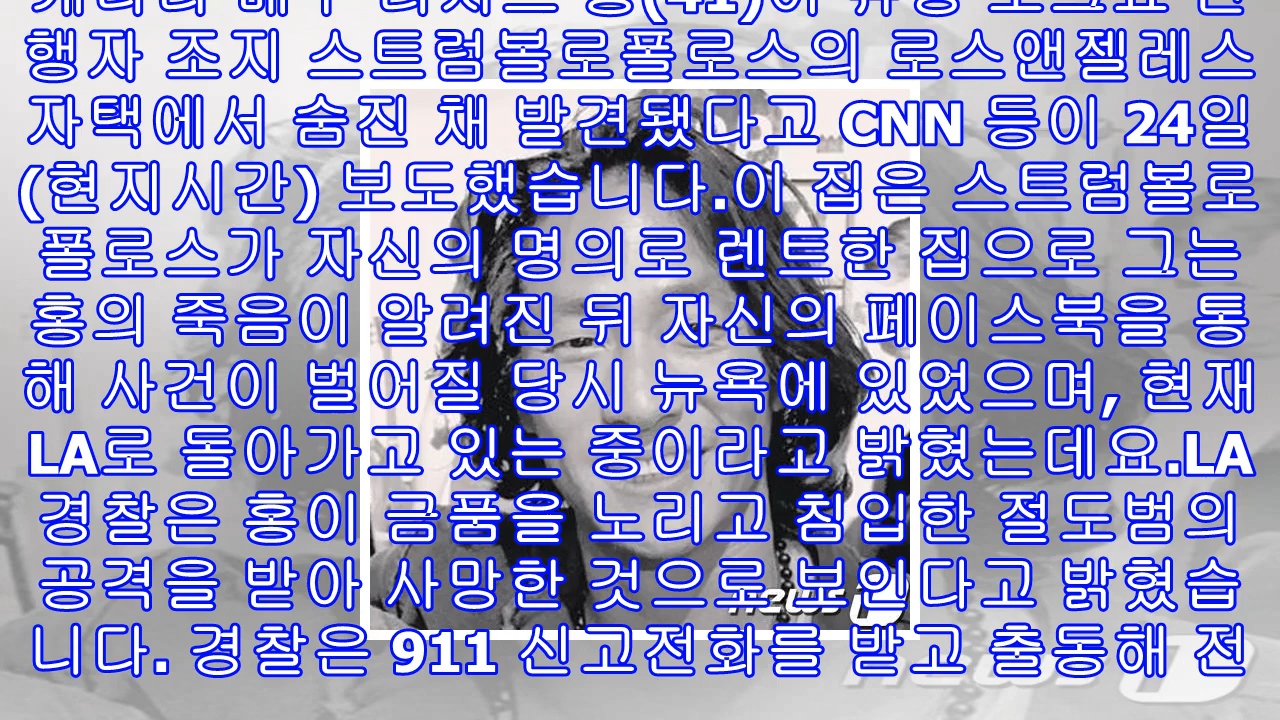 행자 조지 스트럼볼로폴로스의 로스앤젤레스
자택에서 숨진 채 발견됐다고 CNN 등이 24일
(현지시간) 보도했습니다.이 집은 스트럼볼로
폴로스가 자신의 명의로 렌트한 집으로 그는
홍의 죽음이 알려진 뒤 자신의 페이스북을 통
해 사건이 벌어질 당시 뉴욕에 있었으며, 현재
LA로 돌아가고 있는 중이라고 밝혔는데요.LA
경찰은 홍이 금품을 노리고 침입한 절도범의
공격을 받아 사망한 것으로 보인다고 밝혔습
니다. 경찰은 911 신고전화를 받고 출동해 전
news 1
news 1